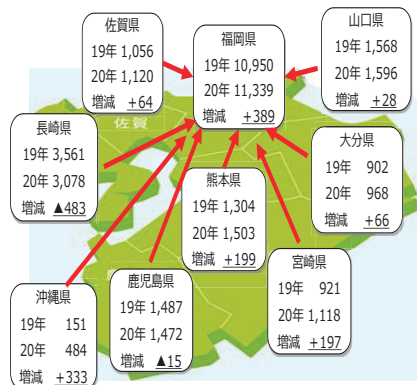 佐賀県
19年 1,056
20年 1,120
増減 +64
福岡県
19年 10,950
20年 11,339
増減 +389
山口県
19年 1,568
20年 1,596
増減 +28
佐賀
長崎県
19年 3,561
20年 3,078
増減 ▲483
大分県
19年 902
20年 968
増減 +66
熊本県
19年 1,304
20年 1,503
増減 +199
宮崎県
19年 921
20年 1,118
増減 +197
鹿児島県
19年 1,487
20年 1,472
増減 ▲15
沖縄県
19年 151
20年 484
増減 +333